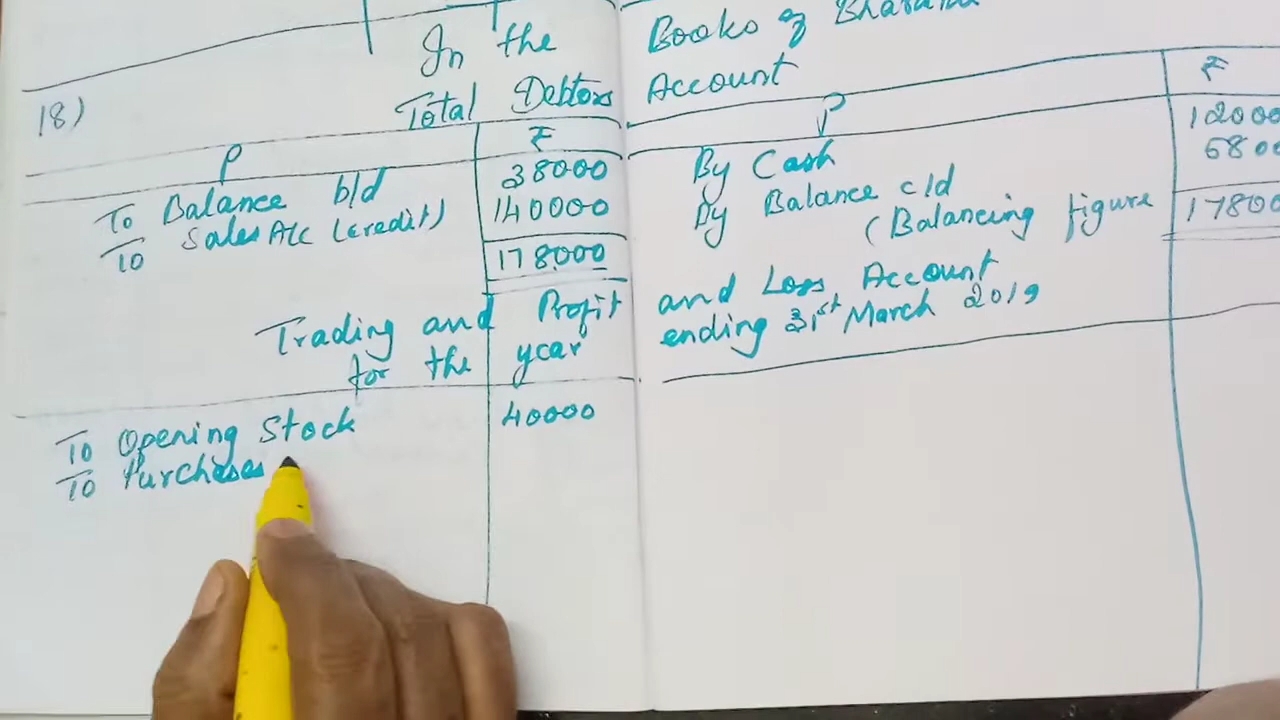 In the Books of
18) Total Debtors Account
P ₹ P ₹
To Balance b/d 38000 By Cash 12000
To Sales A/c (credit) 140000 By Balance c/d 5800
178000 (Balancing figure 17800
Trading and Profit and Loss Account
for the year ending 31st March 2019
To Opening Stock 40000
To Purchases